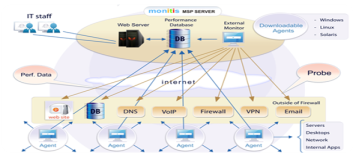 monitis MSP SERVER
IT staff
Web Server
Performance
Database
External
Monitor
Downloadable
Agents
Windows
Linux
Solaris
DB
Perf. Data
Probe
internet
Outside of Firewall
web site
DB
DNS
VoIP
Firewall
VPN
Email
Agent
Agent
Agent
Agent
Servers
Desktops
Network
Internal Apps